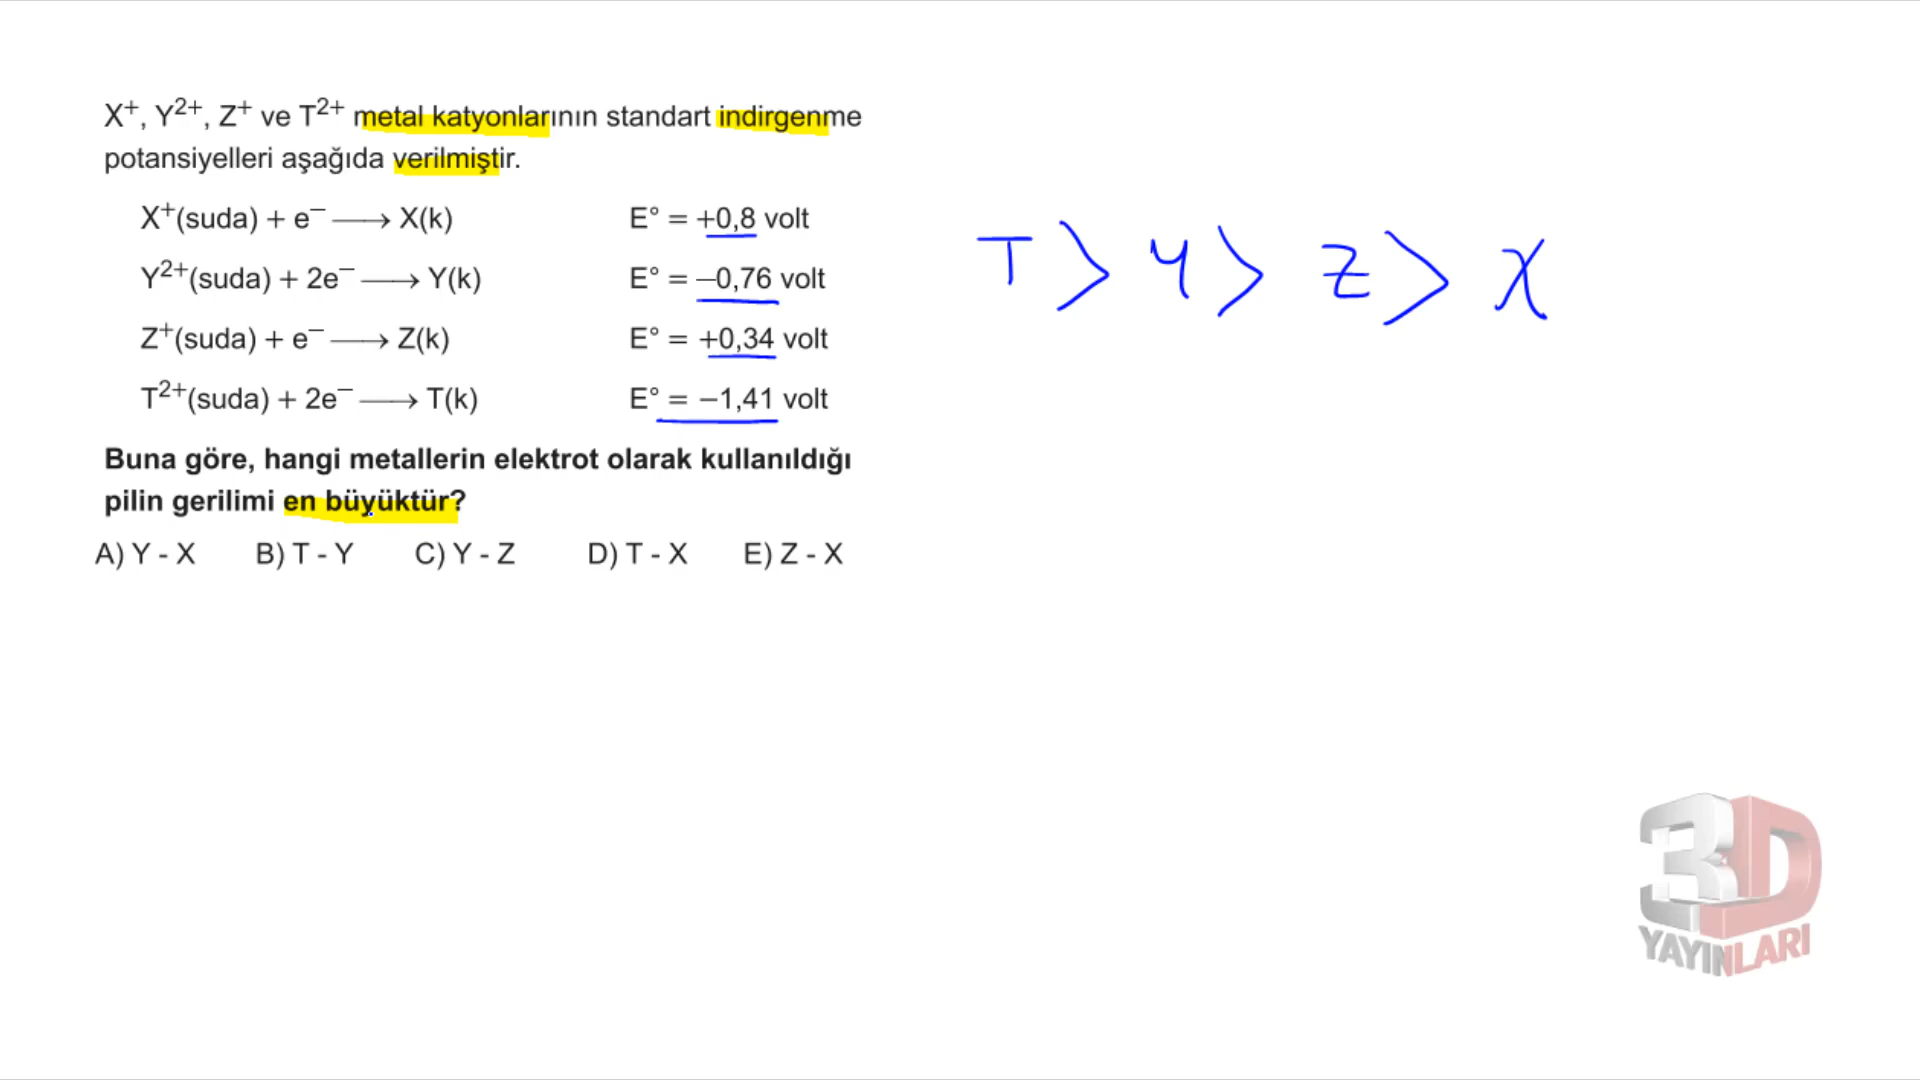 X⁺, Y²⁺, Z⁺ ve T²⁺ metal katyonlarının standart indirgenme
potansiyelleri aşağıda verilmiştir.
X⁺(suda) + e⁻ ⟶ X(k) E° = +0,8 volt
Y²⁺(suda) + 2e⁻ ⟶ Y(k) E° = –0,76 volt
Z⁺(suda) + e⁻ ⟶ Z(k) E° = +0,34 volt
T²⁺(suda) + 2e⁻ ⟶ T(k) E° = –1,41 volt
Buna göre, hangi metallerin elektrot olarak kullanıldığı
pilin gerilimi en büyüktür?
A) Y - X B) T - Y C) Y - Z D) T - X E) Z - X
T > Y > Z > X
3D
YAYINLARI